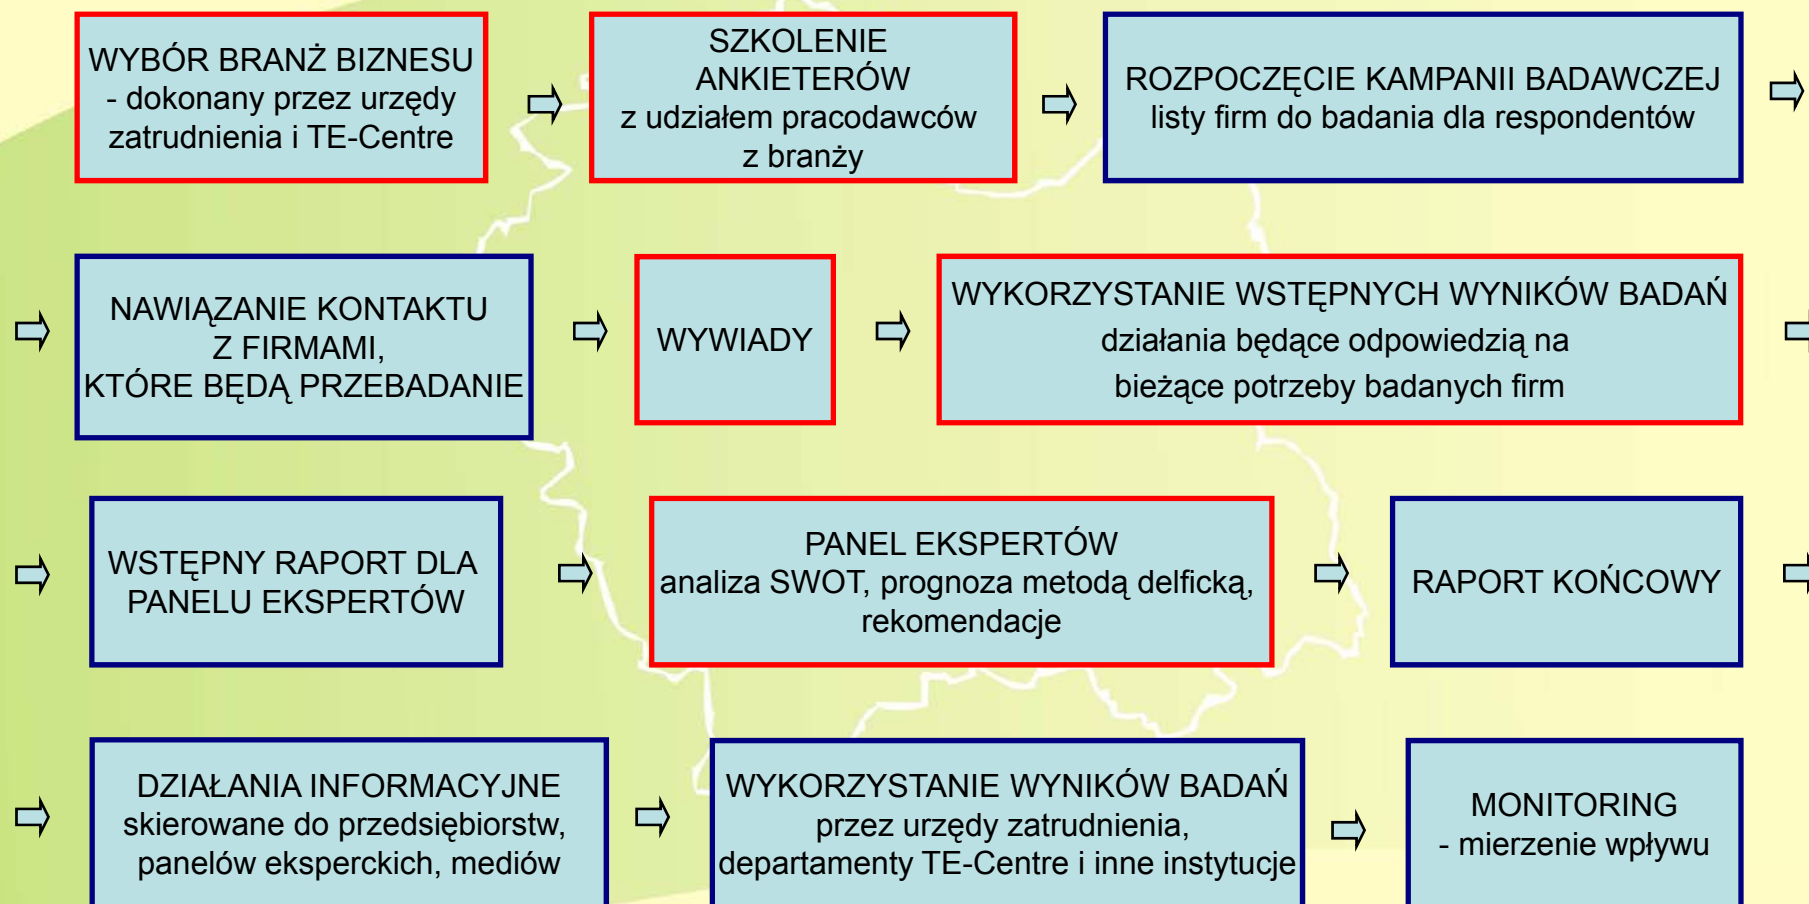 WYBÓR BRANŻ BIZNESU
- dokonany przez urzędy
zatrudnienia i TE-Centre
SZKOLENIE
ANKIETERÓW
z udziałem pracodawców
z branży
ROZPOCZĘCIE KAMPANII BADAWCZEJ
listy firm do badania dla respondentów
NAWIĄZANIE KONTAKTU
Z FIRMAMI,
KTÓRE BĘDĄ PRZEBADANIE
WYWIADY
WYKORZYSTANIE WSTĘPNYCH WYNIKÓW BADAŃ
działania będące odpowiedzią na
bieżące potrzeby badanych firm
WSTĘPNY RAPORT DLA
PANELU EKSPERTÓW
PANEL EKSPERTÓW
analiza SWOT, prognoza metodą delficką,
rekomendacje
RAPORT KOŃCOWY
DZIAŁANIA INFORMACYJNE
skierowane do przedsiębiorstw,
panelów eksperckich, mediów
WYKORZYSTANIE WYNIKÓW BADAŃ
przez urzędy zatrudnienia,
departamenty TE-Centre i inne instytucje
MONITORING
- mierzenie wpływu